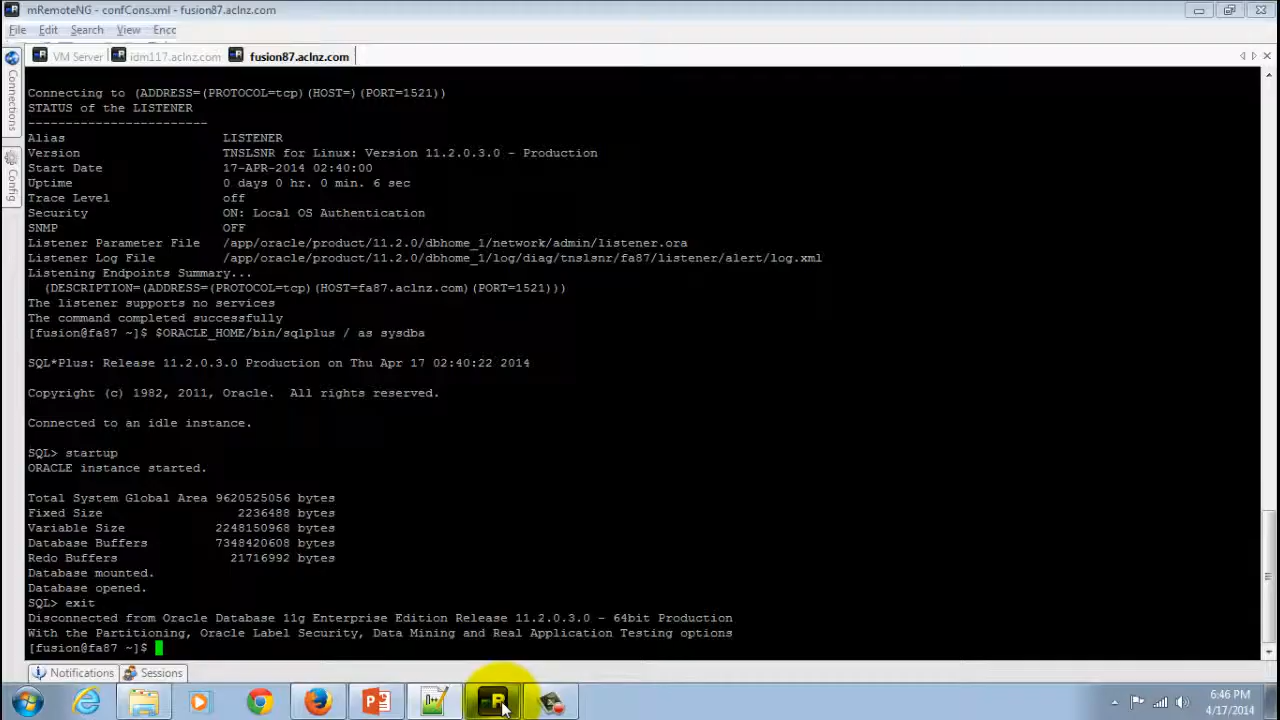 mRemoteNG - confCons.xml - fusion87.aclnz.com
File Edit Search View Enc
VM Server idm117.aclnz.com fusion87.aclnz.com
Connections
Config
Connecting to (ADDRESS=(PROTOCOL=tcp)(HOST=)(PORT=1521))
STATUS of the LISTENER
------------------------
Alias LISTENER
Version TNSLSNR for Linux: Version 11.2.0.3.0 - Production
Start Date 17-APR-2014 02:40:00
Uptime 0 days 0 hr. 0 min. 6 sec
Trace Level off
Security ON: Local OS Authentication
SNMP OFF
Listener Parameter File /app/oracle/product/11.2.0/dbhome_1/network/admin/listener.ora
Listener Log File /app/oracle/product/11.2.0/dbhome_1/log/diag/tnslsnr/fa87/listener/alert/log.xml
Listening Endpoints Summary...
(DESCRIPTION=(ADDRESS=(PROTOCOL=tcp)(HOST=fa87.aclnz.com)(PORT=1521)))
The listener supports no services
The command completed successfully
[fusion@fa87 ~]$ $ORACLE_HOME/bin/sqlplus / as sysdba
SQL*Plus: Release 11.2.0.3.0 Production on Thu Apr 17 02:40:22 2014
Copyright (c) 1982, 2011, Oracle. All rights reserved.
Connected to an idle instance.
SQL> startup
ORACLE instance started.
Total System Global Area 9620525056 bytes
Fixed Size 2236488 bytes
Variable Size 2248150968 bytes
Database Buffers 7348420608 bytes
Redo Buffers 21716992 bytes
Database mounted.
Database opened.
SQL> exit
Disconnected from Oracle Database 11g Enterprise Edition Release 11.2.0.3.0 - 64bit Production
With the Partitioning, Oracle Label Security, Data Mining and Real Application Testing options
[fusion@fa87 ~]$
Notifications Sessions
6:46 PM
4/17/2014